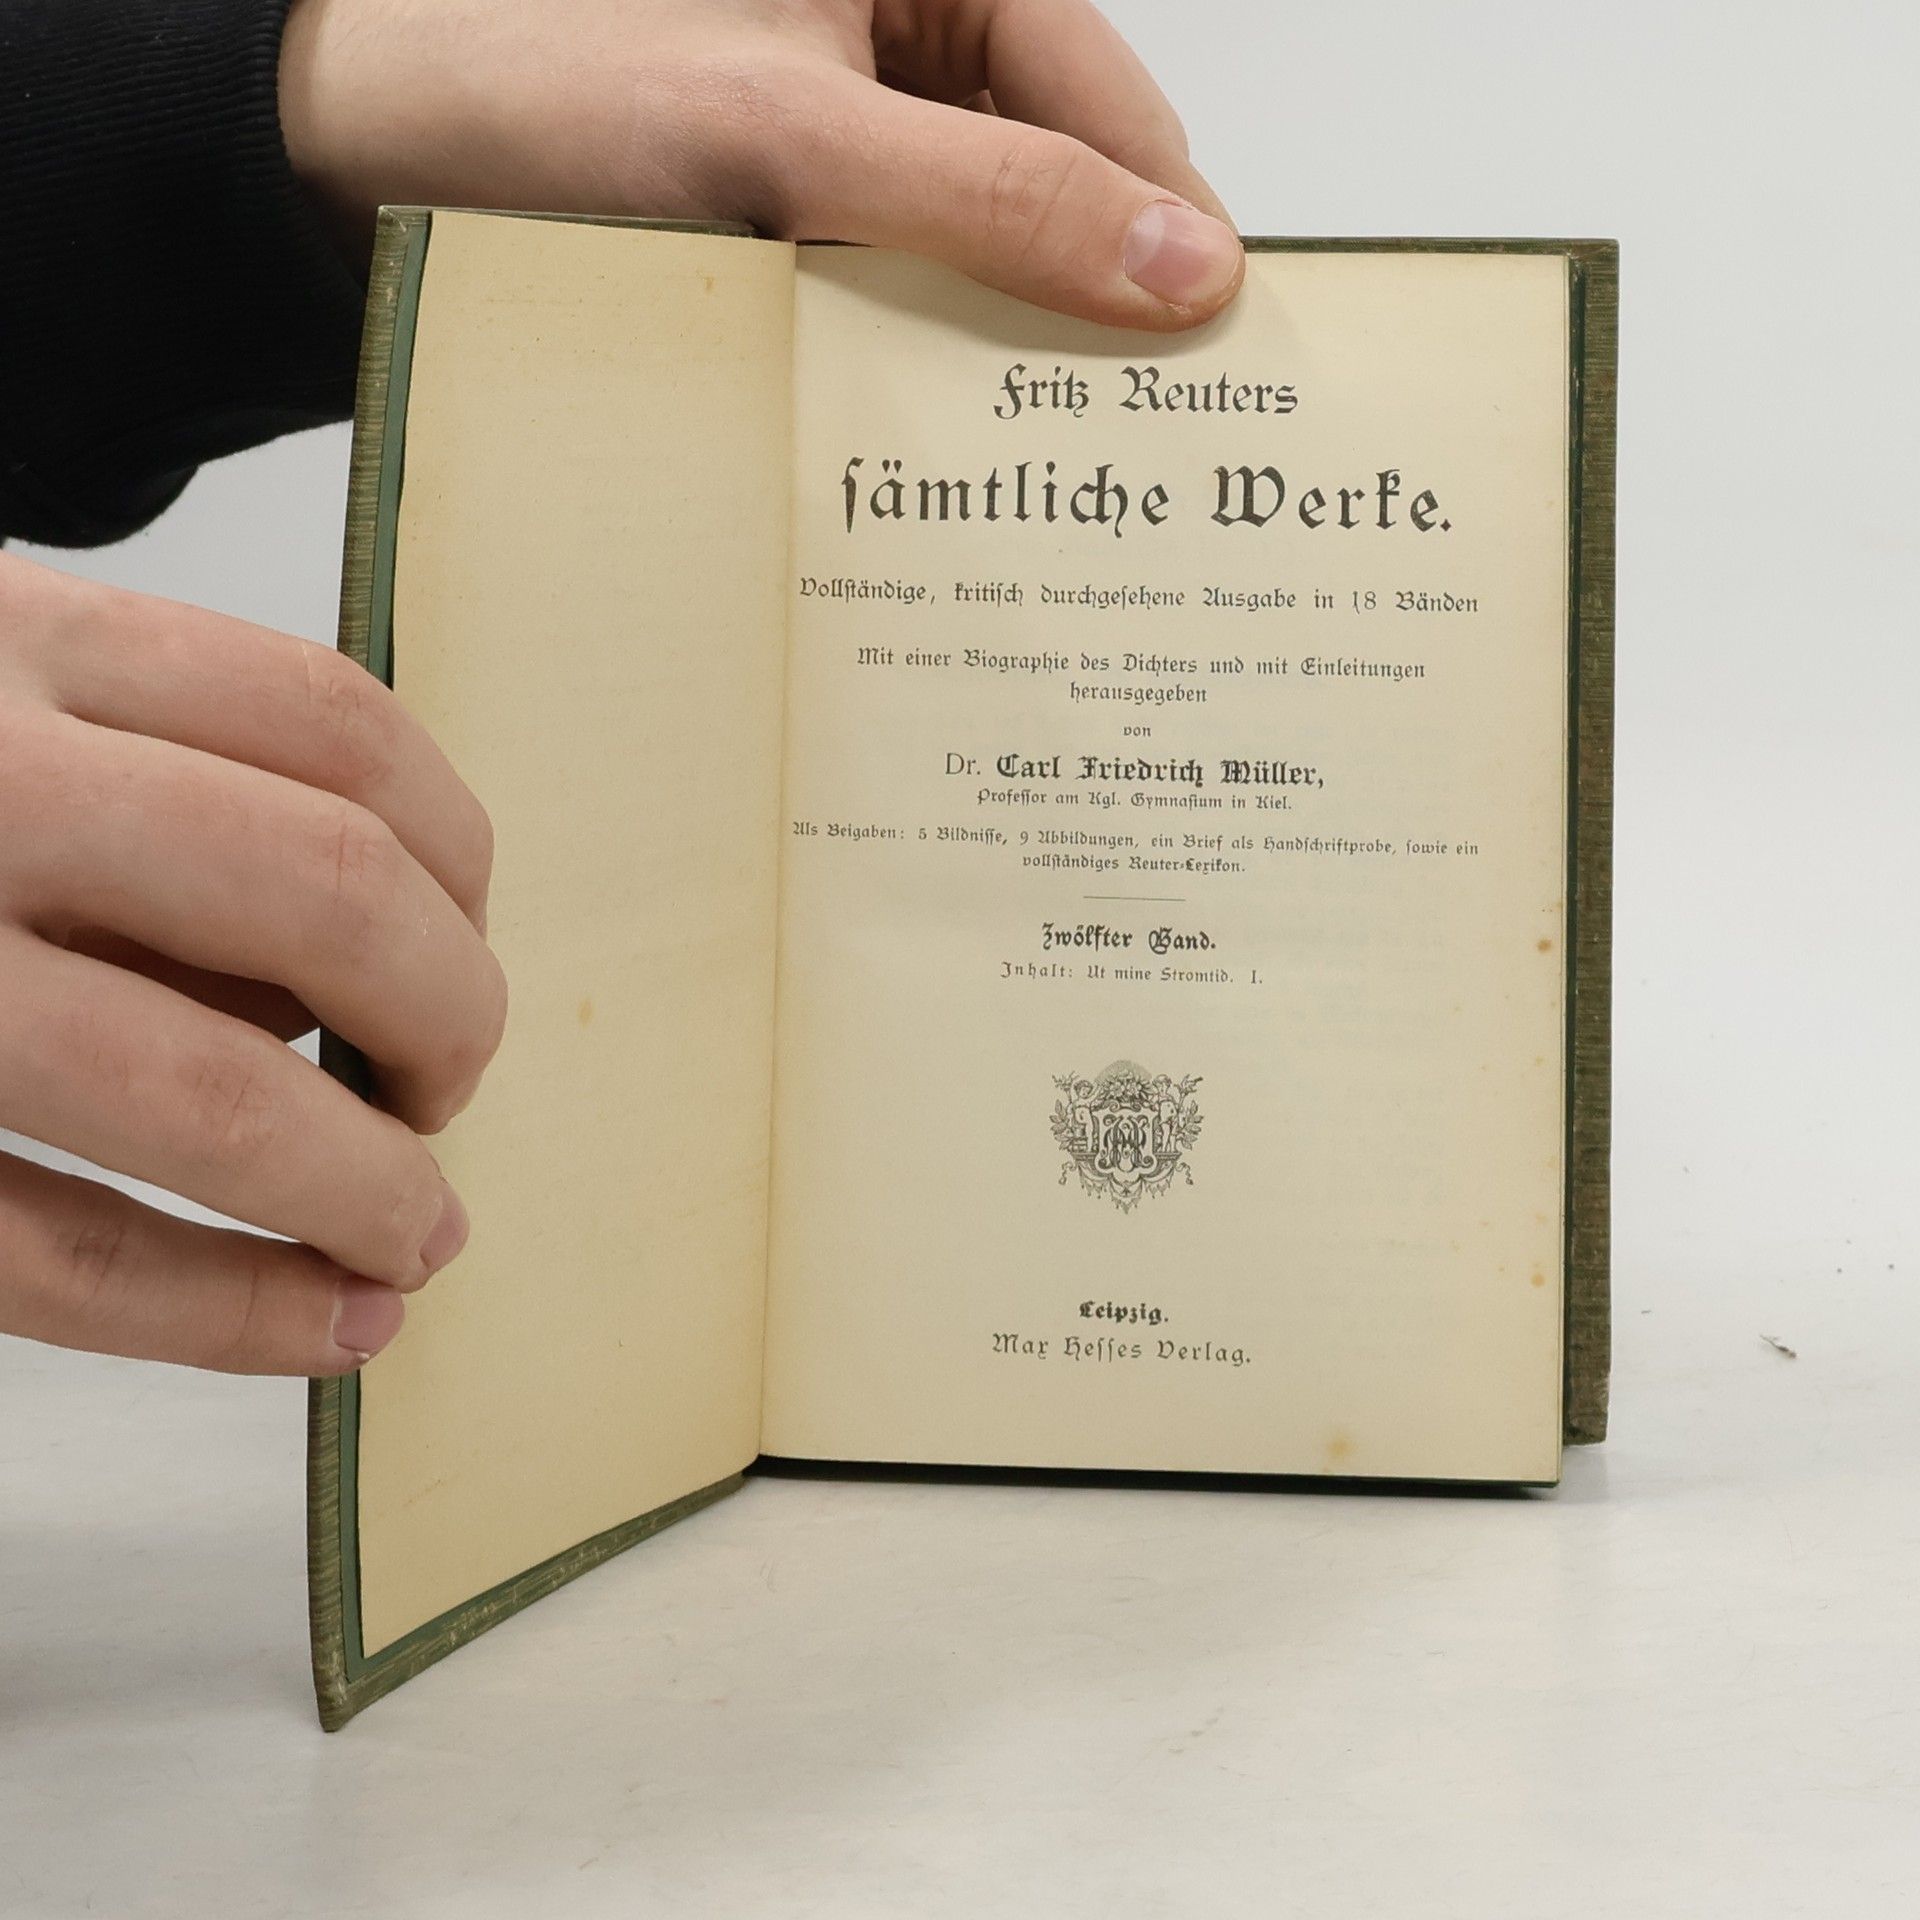 Fritz Reuters
ſämtliche Werke.
Vollſtändige, kritiſch durchgeſehene Ausgabe in 18 Bänden
Mit einer Biographie des Dichters und mit Einleitungen
herausgegeben
von
Dr. Carl Friedrich Müller,
Profeſſor am Kgl. Gymnaſium in Kiel.
Als Beigaben: 5 Bildniſſe, 9 Abbildungen, ein Brief als Handſchriftprobe, ſowie ein
vollſtändiges Reuter-Lexikon.
Zwölfter Band.
Inhalt: Ut mine Stromtid. I.
Leipzig.
Max Heſſes Verlag.